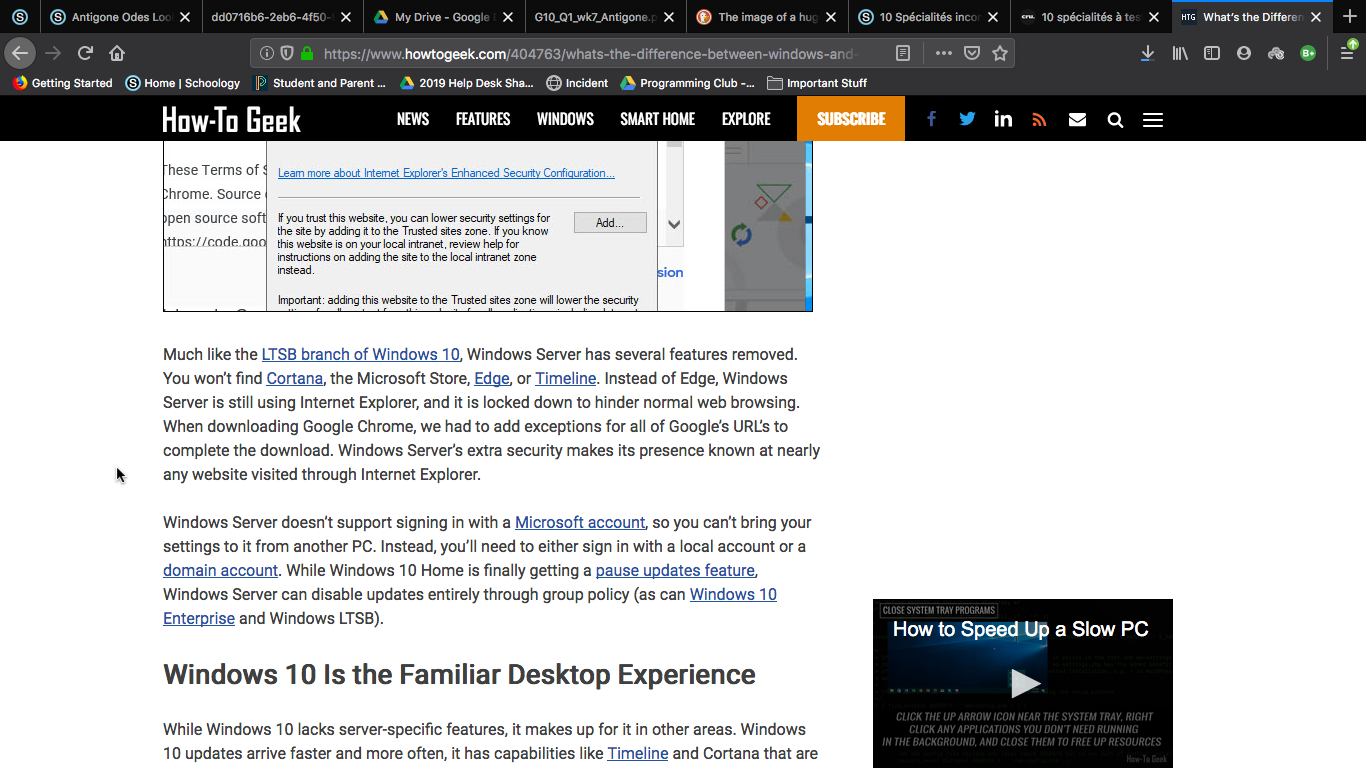 Antigone Odes Loo
dd0716b6-2eb6-4f50-
My Drive - Google
G10_Q1_wk7_Antigone.p
The image of a hug
10 Spécialités incor
10 spécialités à tes
What's the Differen
https://www.howtogeek.com/404763/whats-the-difference-between-windows-and-
Getting Started
Home | Schoology
Student and Parent ...
2019 Help Desk Sha...
Incident
Programming Club -...
Important Stuff
How-To Geek
NEWS
FEATURES
WINDOWS
SMART HOME
EXPLORE
SUBSCRIBE
These Terms of S
Chrome. Source
open source soft
https://code.goo
Learn more about Internet Explorer's Enhanced Security Configuration...
If you trust this website, you can lower security settings for
the site by adding it to the Trusted sites zone. If you know
this website is on your local intranet, review help for
instructions on adding the site to the local intranet zone
instead.
Add...
sion
Important: adding this website to the Trusted sites zone will lower the security
Much like the LTSB branch of Windows 10, Windows Server has several features removed.
You won't find Cortana, the Microsoft Store, Edge, or Timeline. Instead of Edge, Windows
Server is still using Internet Explorer, and it is locked down to hinder normal web browsing.
When downloading Google Chrome, we had to add exceptions for all of Google's URL's to
complete the download. Windows Server's extra security makes its presence known at nearly
any website visited through Internet Explorer.
Windows Server doesn't support signing in with a Microsoft account, so you can't bring your
settings to it from another PC. Instead, you'll need to either sign in with a local account or a
domain account. While Windows 10 Home is finally getting a pause updates feature,
Windows Server can disable updates entirely through group policy (as can Windows 10
Enterprise and Windows LTSB).
Windows 10 Is the Familiar Desktop Experience
While Windows 10 lacks server-specific features, it makes up for it in other areas. Windows
10 updates arrive faster and more often, it has capabilities like Timeline and Cortana that are
CLOSE SYSTEM TRAY PROGRAMS
How to Speed Up a Slow PC
CLICK THE UP ARROW ICON NEAR THE SYSTEM TRAY, RIGHT
CLICK ANY APPLICATIONS YOU DON'T NEED RUNNING
IN THE BACKGROUND, AND CLOSE THEM TO FREE UP RESOURCES
How-To Geek